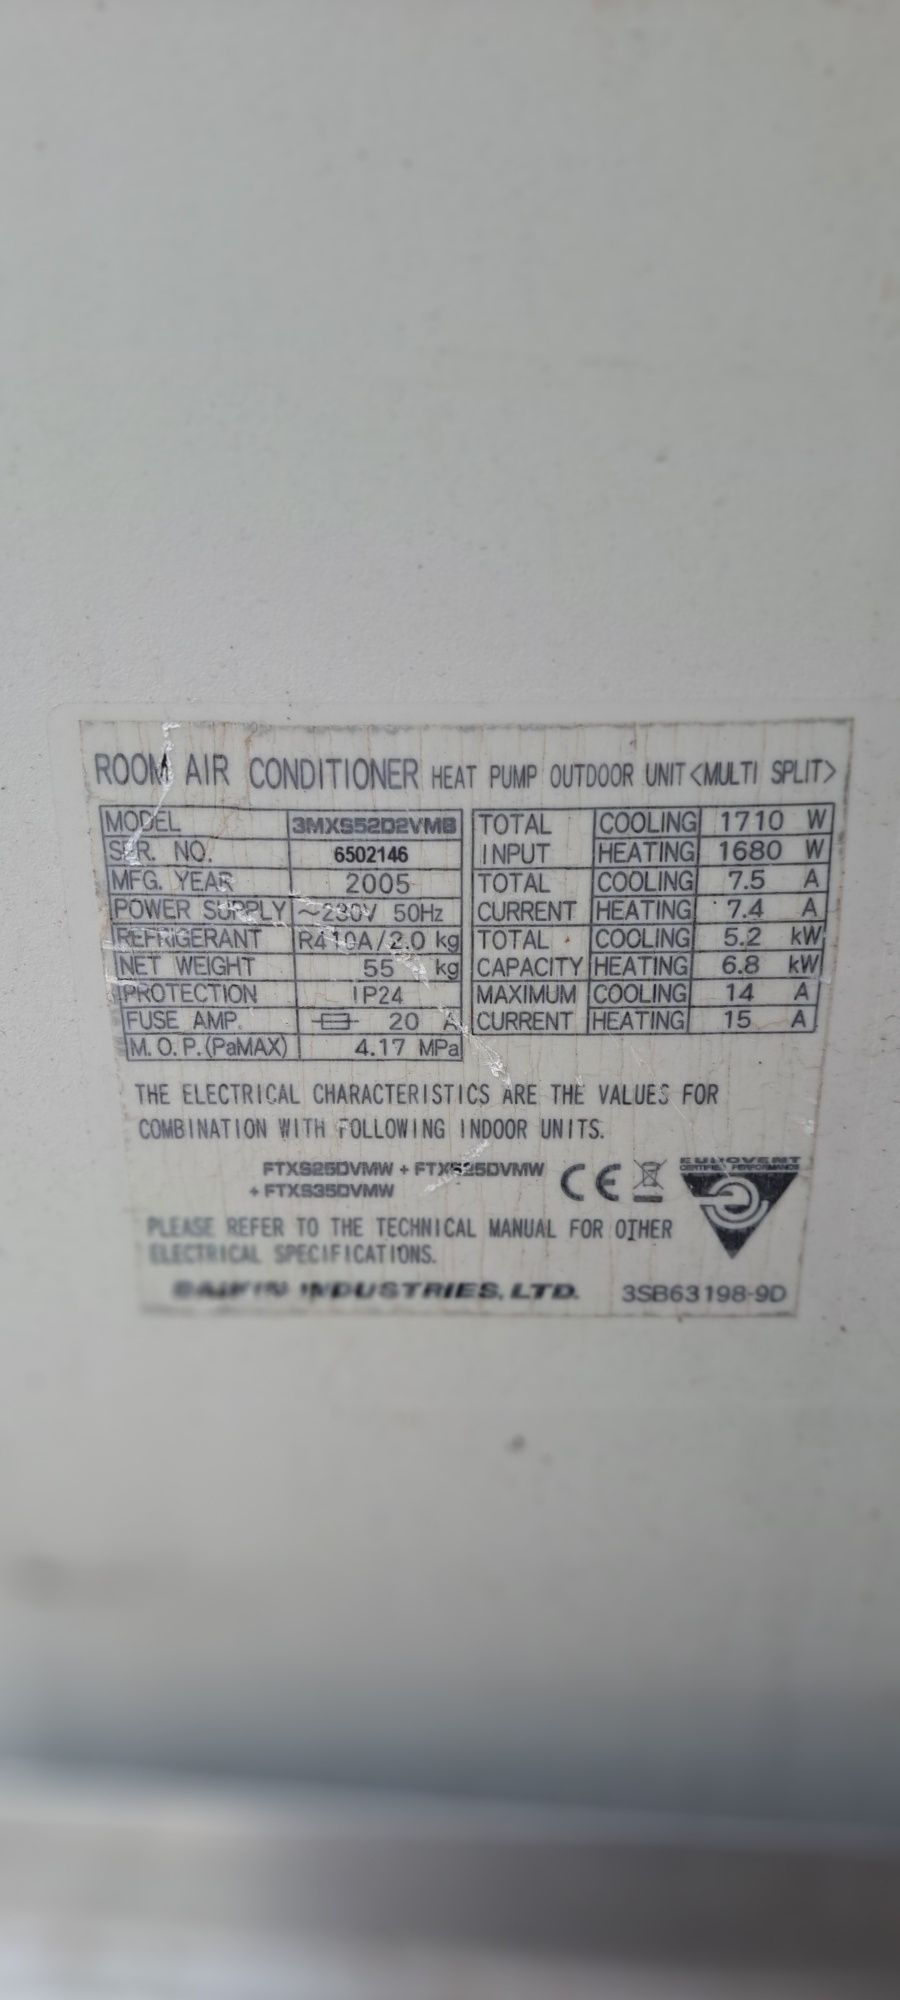 ROOM AIR CONDITIONER HEAT PUMP OUTDOOR UNIT <MULTI SPLIT>
MODEL 3MXS52D2VMB TOTAL COOLING 1710 W
SER. NO. 6502146 INPUT HEATING 1680 W
MFG. YEAR 2005 TOTAL COOLING 7.5 A
POWER SUPPLY ~230V 50Hz CURRENT HEATING 7.4 A
REFRIGERANT R410A/2.0 kg TOTAL COOLING 5.2 kW
NET WEIGHT 55 kg CAPACITY HEATING 6.8 kW
PROTECTION IP24 MAXIMUM COOLING 14 A
FUSE AMP. 20 A CURRENT HEATING 15 A
M.O.P.(PaMAX) 4.17 MPa
THE ELECTRICAL CHARACTERISTICS ARE THE VALUES FOR
COMBINATION WITH FOLLOWING INDOOR UNITS.
FTXS25DVMW + FTXS25DVMW
+ FTXS35DVMW
CE
EUROVENT
CERTIFIED PERFORMANCE
PLEASE REFER TO THE TECHNICAL MANUAL FOR OTHER
ELECTRICAL SPECIFICATIONS.
DAIKIN INDUSTRIES, LTD. 3SB63198-9D